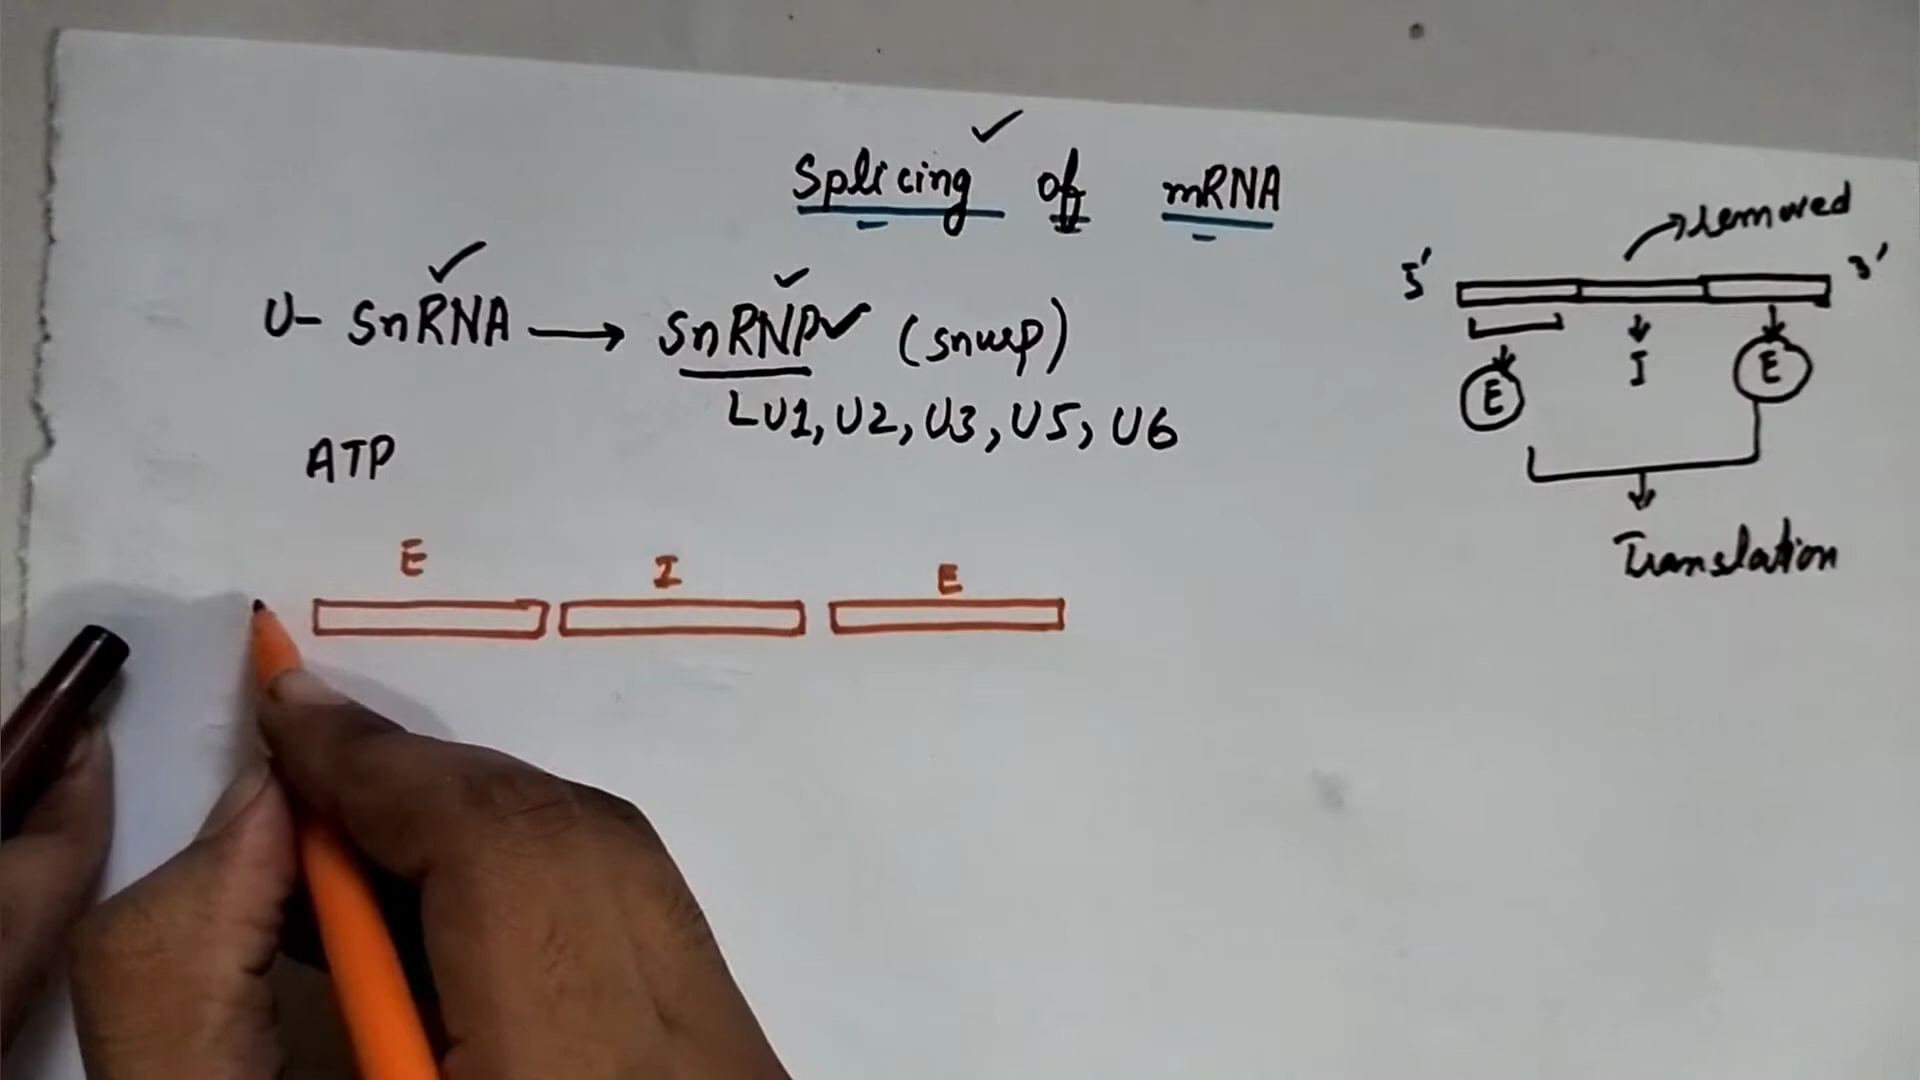 Splicing of mRNA
U- SnRNA → SnRNP (snurp)
U1, U2, U3, U5, U6
ATP
E I E
removed
5' 3'
E I E
Translation